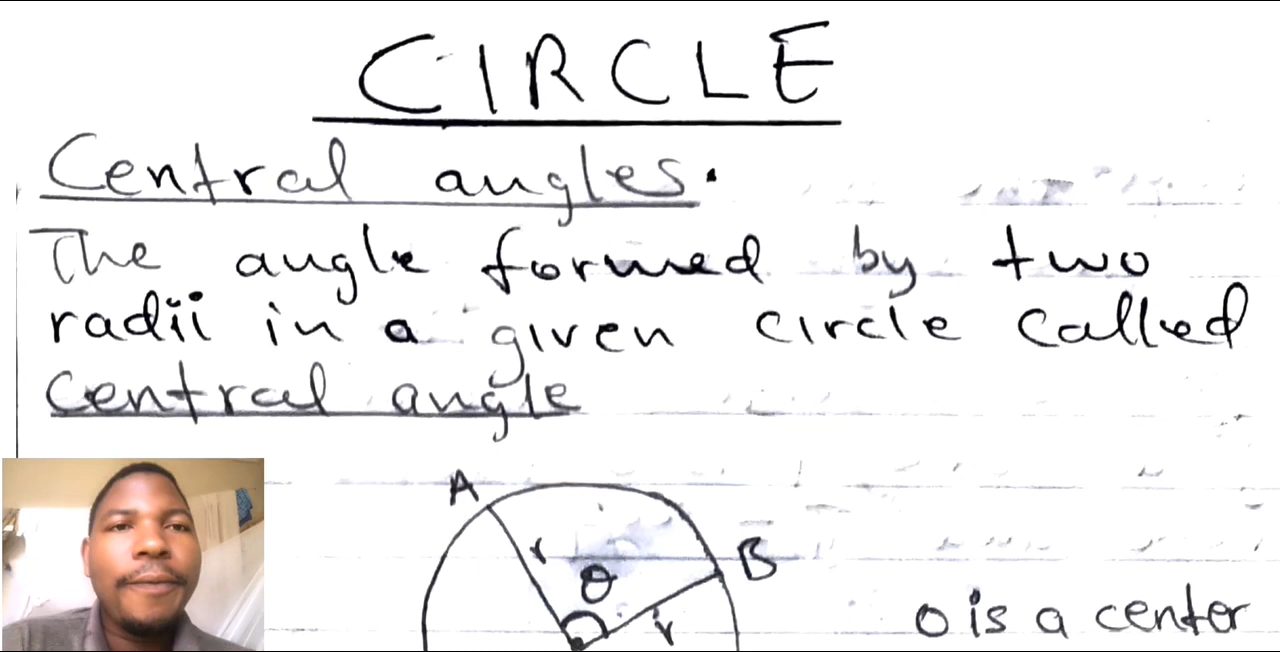 CIRCLE
Central angles.
The angle formed by two
radii in a given circle called
central angle
A
r
B
θ
r
o is a center